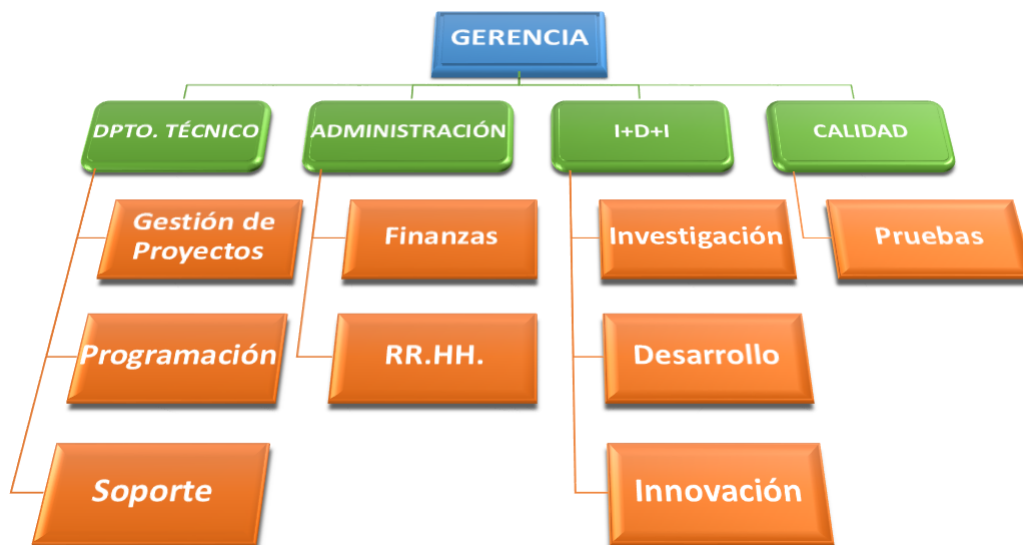 GERENCIA
DPTO. TÉCNICO
ADMINISTRACIÓN
I+D+I
CALIDAD
Gestión de
Proyectos
Finanzas
Investigación
Pruebas
Programación
RR.HH.
Desarrollo
Soporte
Innovación